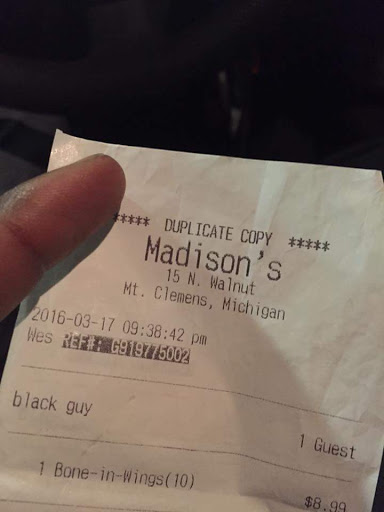 ***** DUPLICATE COPY *****
Madison's
15 N. Walnut
Mt. Clemens, Michigan
2016-03-17 09:38:42 pm
Wes REF#: G919775002
black guy
1 Guest
1 Bone-in-Wings(10)
$8.99